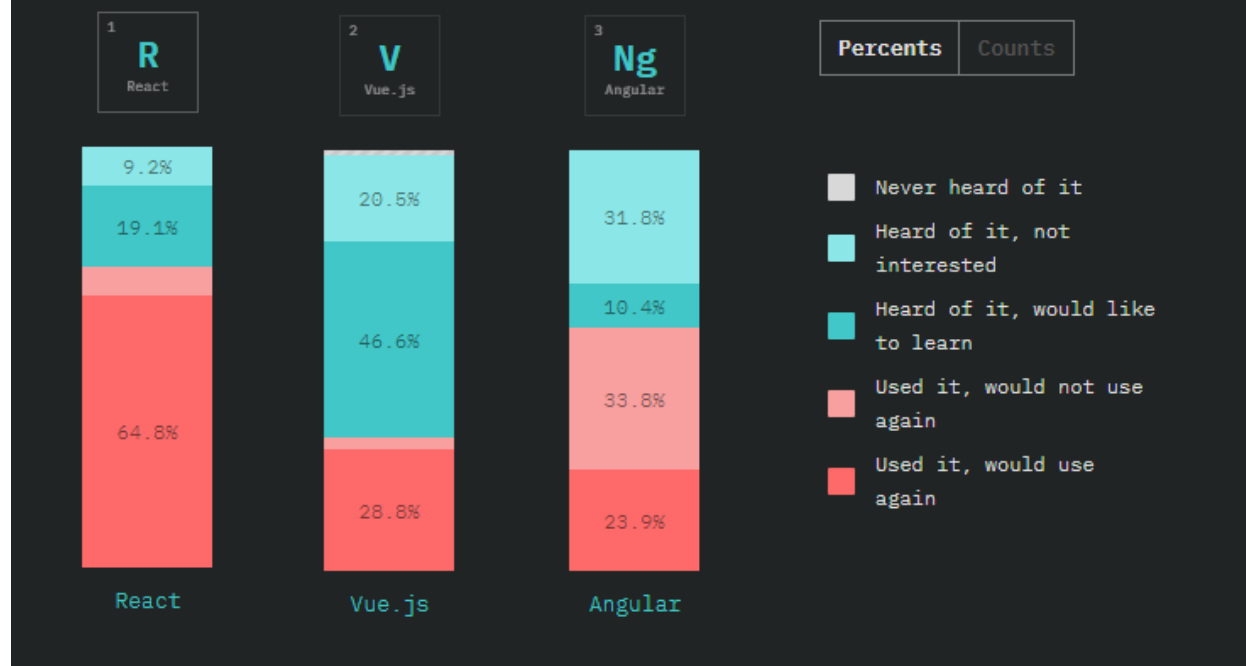 1
R
React
2
V
Vue.js
3
Ng
Angular
Percents
Counts
9.2%
19.1%
64.8%
React
20.5%
46.6%
28.8%
Vue.js
31.8%
10.4%
33.8%
23.9%
Angular
Never heard of it
Heard of it, not
interested
Heard of it, would like
to learn
Used it, would not use
again
Used it, would use
again